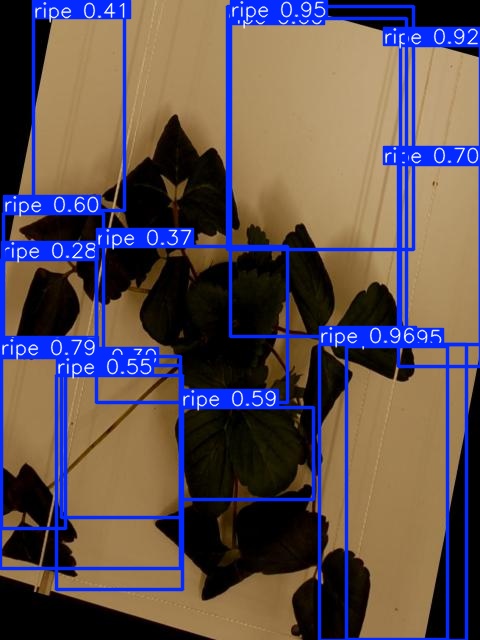 ripe 0.41
ripe 0.95
ripe 0.92
ripe 0.70
ripe 0.60
ripe 0.37
ripe 0.28
ripe 0.96
ripe 0.79
ripe 0.55
ripe 0.59